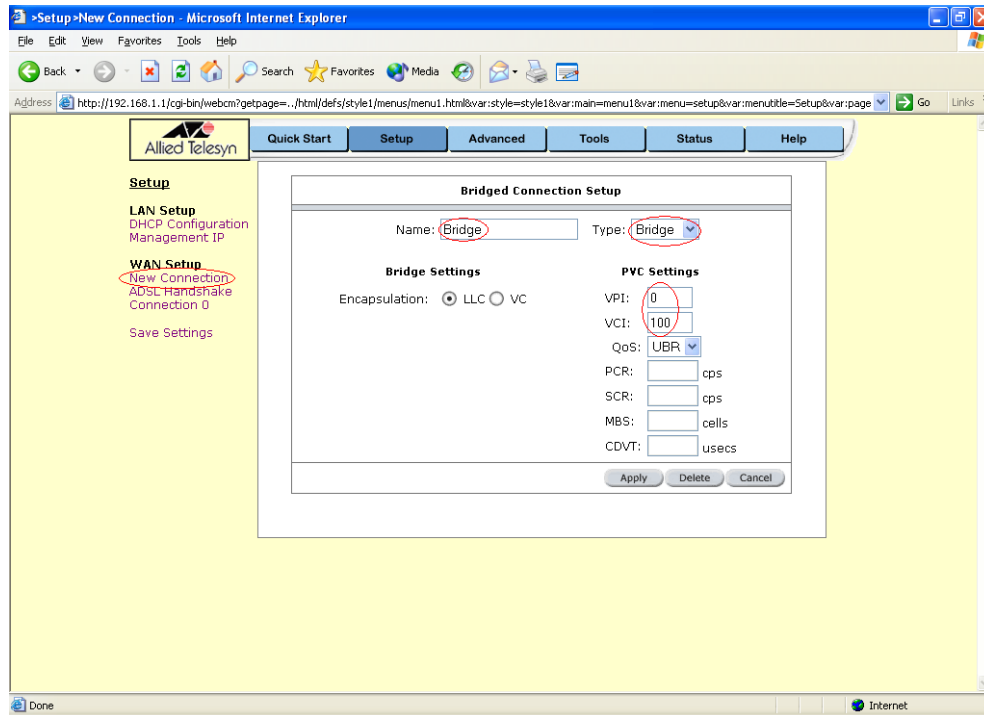 >Setup>New Connection - Microsoft Internet Explorer
File Edit View Favorites Tools Help
Back Search Favorites Media
Address http://192.168.1.1/cgi-bin/webcm?getpage=../html/defs/style1/menus/menu1.html&var:style=style1&var:main=menu1&var:menu=setup&var:menutitle=Setup&var:page Go Links
Allied Telesyn
Quick Start Setup Advanced Tools Status Help
Setup
LAN Setup
DHCP Configuration
Management IP
WAN Setup
New Connection
ADSL Handshake
Connection 0
Save Settings
Bridged Connection Setup
Name: Bridge Type: Bridge
Bridge Settings PVC Settings
Encapsulation: LLC VC VPI: 0
VCI: 100
QoS: UBR
PCR: cps
SCR: cps
MBS: cells
CDVT: usecs
Apply Delete Cancel
Done Internet